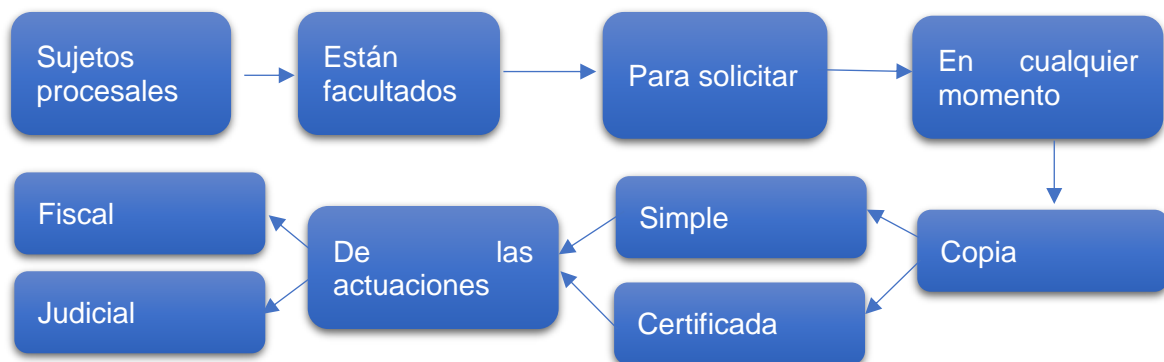 Sujetos
procesales
Están
facultados
Para solicitar
En cualquier
momento
Copia
Simple
Certificada
De las
actuaciones
Fiscal
Judicial